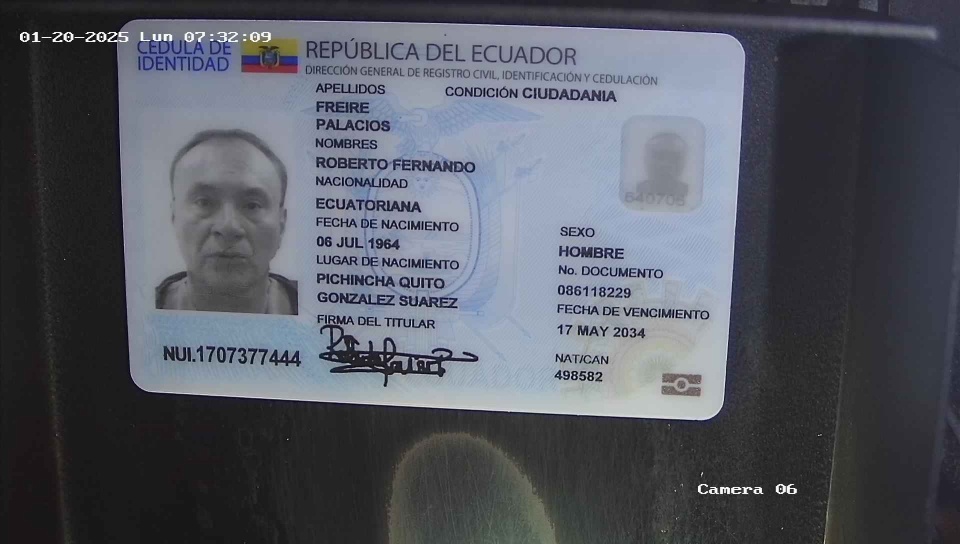 01-20-2025 Lun 07:32:09
CÉDULA DE
IDENTIDAD
REPÚBLICA DEL ECUADOR
DIRECCIÓN GENERAL DE REGISTRO CIVIL, IDENTIFICACIÓN Y CEDULACIÓN
APELLIDOS
CONDICIÓN CIUDADANIA
FREIRE
PALACIOS
NOMBRES
ROBERTO FERNANDO
NACIONALIDAD
ECUATORIANA
FECHA DE NACIMIENTO
06 JUL 1964
LUGAR DE NACIMIENTO
PICHINCHA QUITO
GONZALEZ SUAREZ
FIRMA DEL TITULAR
640706
SEXO
HOMBRE
No. DOCUMENTO
086118229
FECHA DE VENCIMIENTO
17 MAY 2034
NAT/CAN
498582
NUI.1707377444
Camera 06